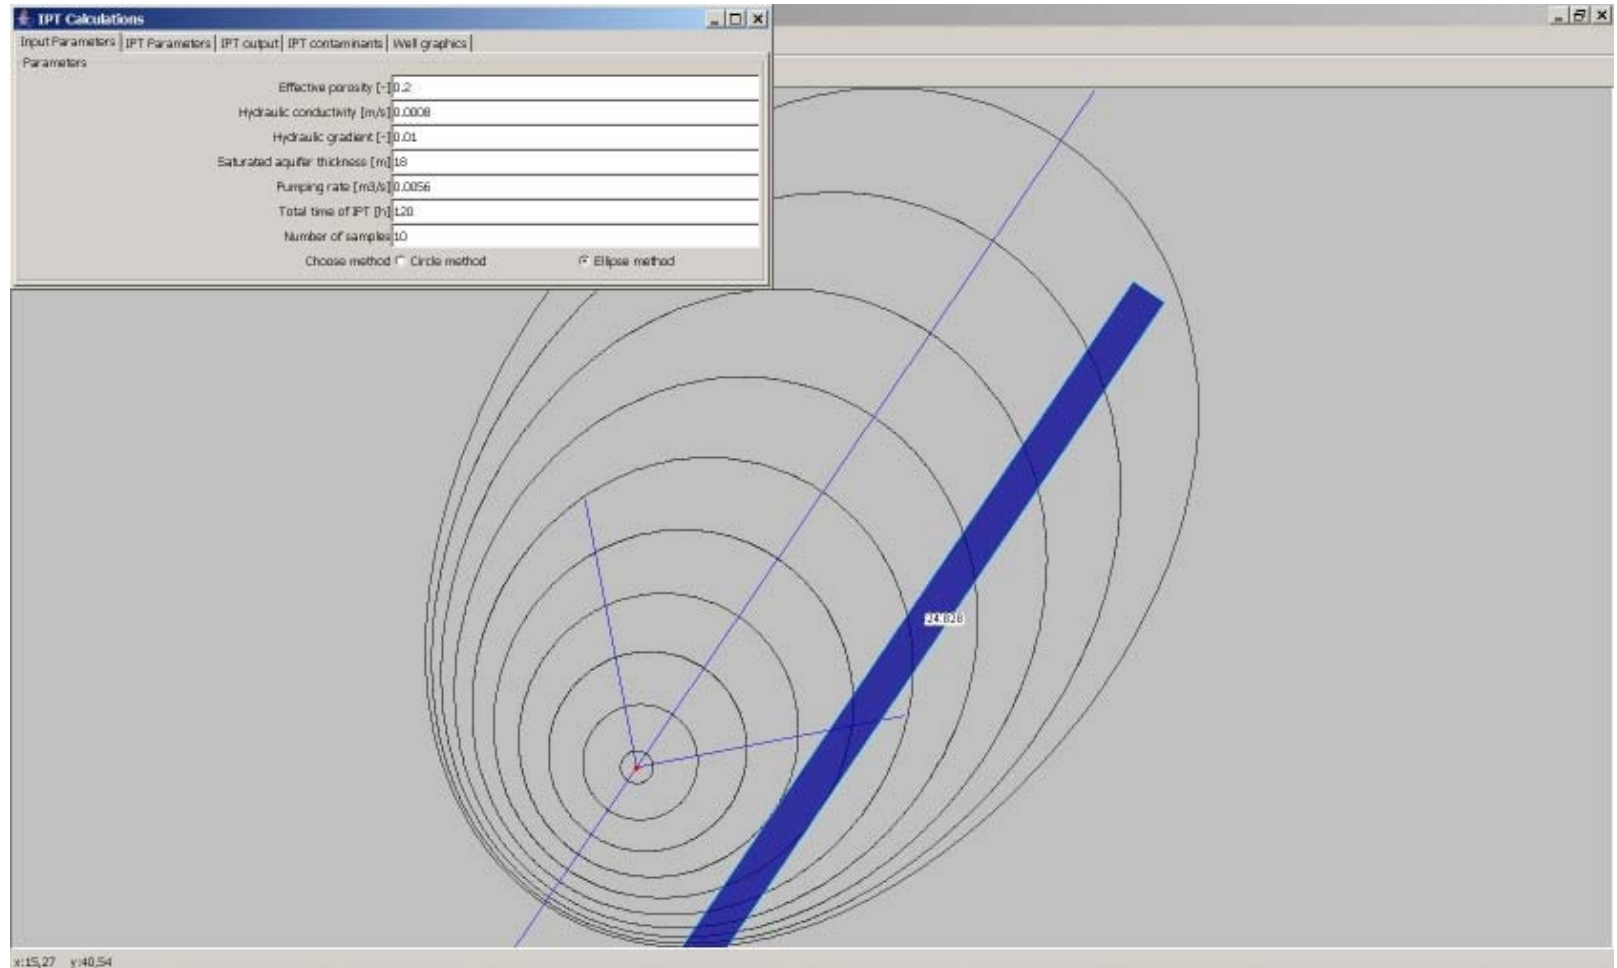 IPT Calculations
Input Parameters IPT Parameters IPT output IPT contaminants Well graphics
Parameters
Effective porosity [-] 0.2
Hydraulic conductivity [m/s] 0.0008
Hydraulic gradient [-] 0.01
Saturated aquifer thickness [m] 18
Pumping rate [m3/s] 0.0056
Total time of IPT [h] 120
Number of samples 10
Choose method Circle method Ellipse method
24.828
x:15,27 y:40,54